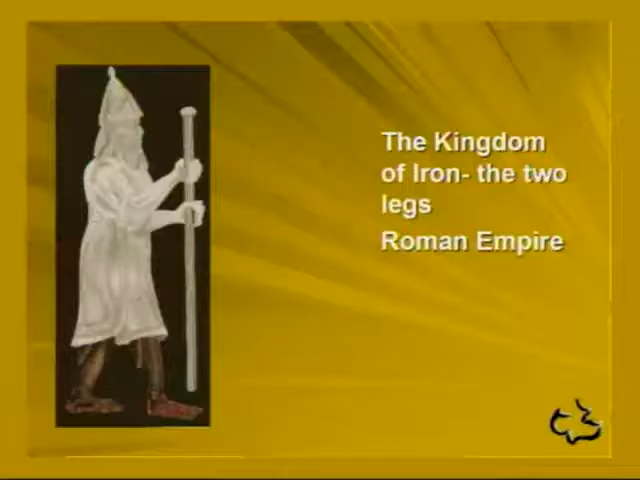 The Kingdom
of Iron- the two
legs
Roman Empire